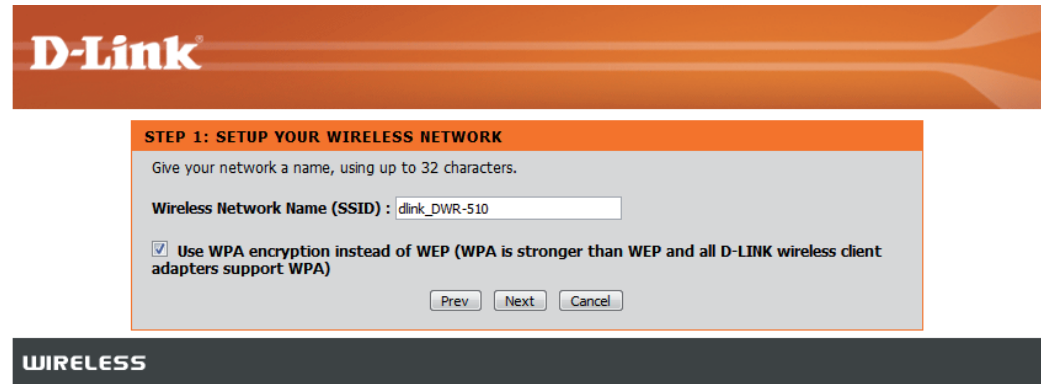 D-Link®
STEP 1: SETUP YOUR WIRELESS NETWORK
Give your network a name, using up to 32 characters.
Wireless Network Name (SSID) : dlink_DWR-510
Use WPA encryption instead of WEP (WPA is stronger than WEP and all D-LINK wireless client
adapters support WPA)
Prev Next Cancel
WIRELESS